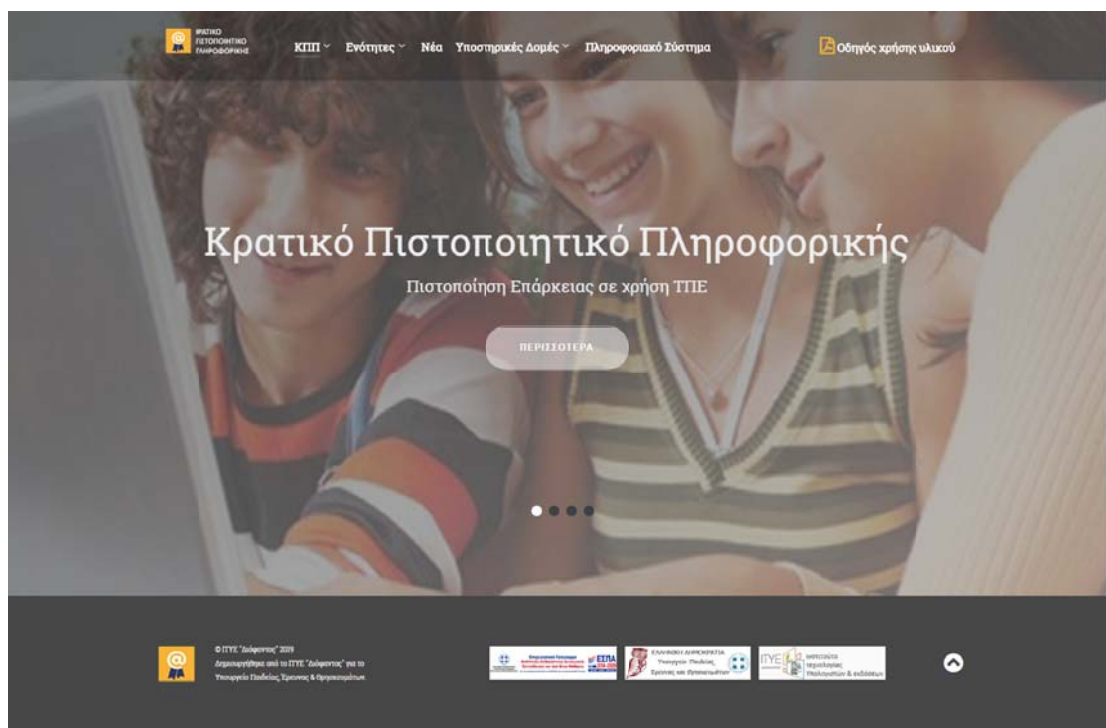 ΚΡΑΤΙΚΟ
ΠΙΣΤΟΠΟΙΗΤΙΚΟ
ΠΛΗΡΟΦΟΡΙΚΗΣ
ΚΠΠ Ενότητες Νέα Υποστηρικές Δομές Πληροφοριακό Σύστημα Οδηγός χρήσης υλικού
Κρατικό Πιστοποιητικό Πληροφορικής
Πιστοποίηση Επάρκειας σε χρήση ΤΠΕ
ΠΕΡΙΣΣΟΤΕΡΑ
© ΙΤΥΕ "Διόφαντος" 2019
Δημιουργήθηκε από το ΙΤΥΕ "Διόφαντος" για το
Υπουργείο Παιδείας, Έρευνας & Θρησκευμάτων.
ΕΣΠΑ
ΕΛΛΗΝΙΚΗ ΔΗΜΟΚΡΑΤΙΑ
Υπουργείο Παιδείας,
Έρευνας και Θρησκευμάτων
ΙΤΥΕ
ινστιτούτο
τεχνολογίας
υπολογιστών & εκδόσεων